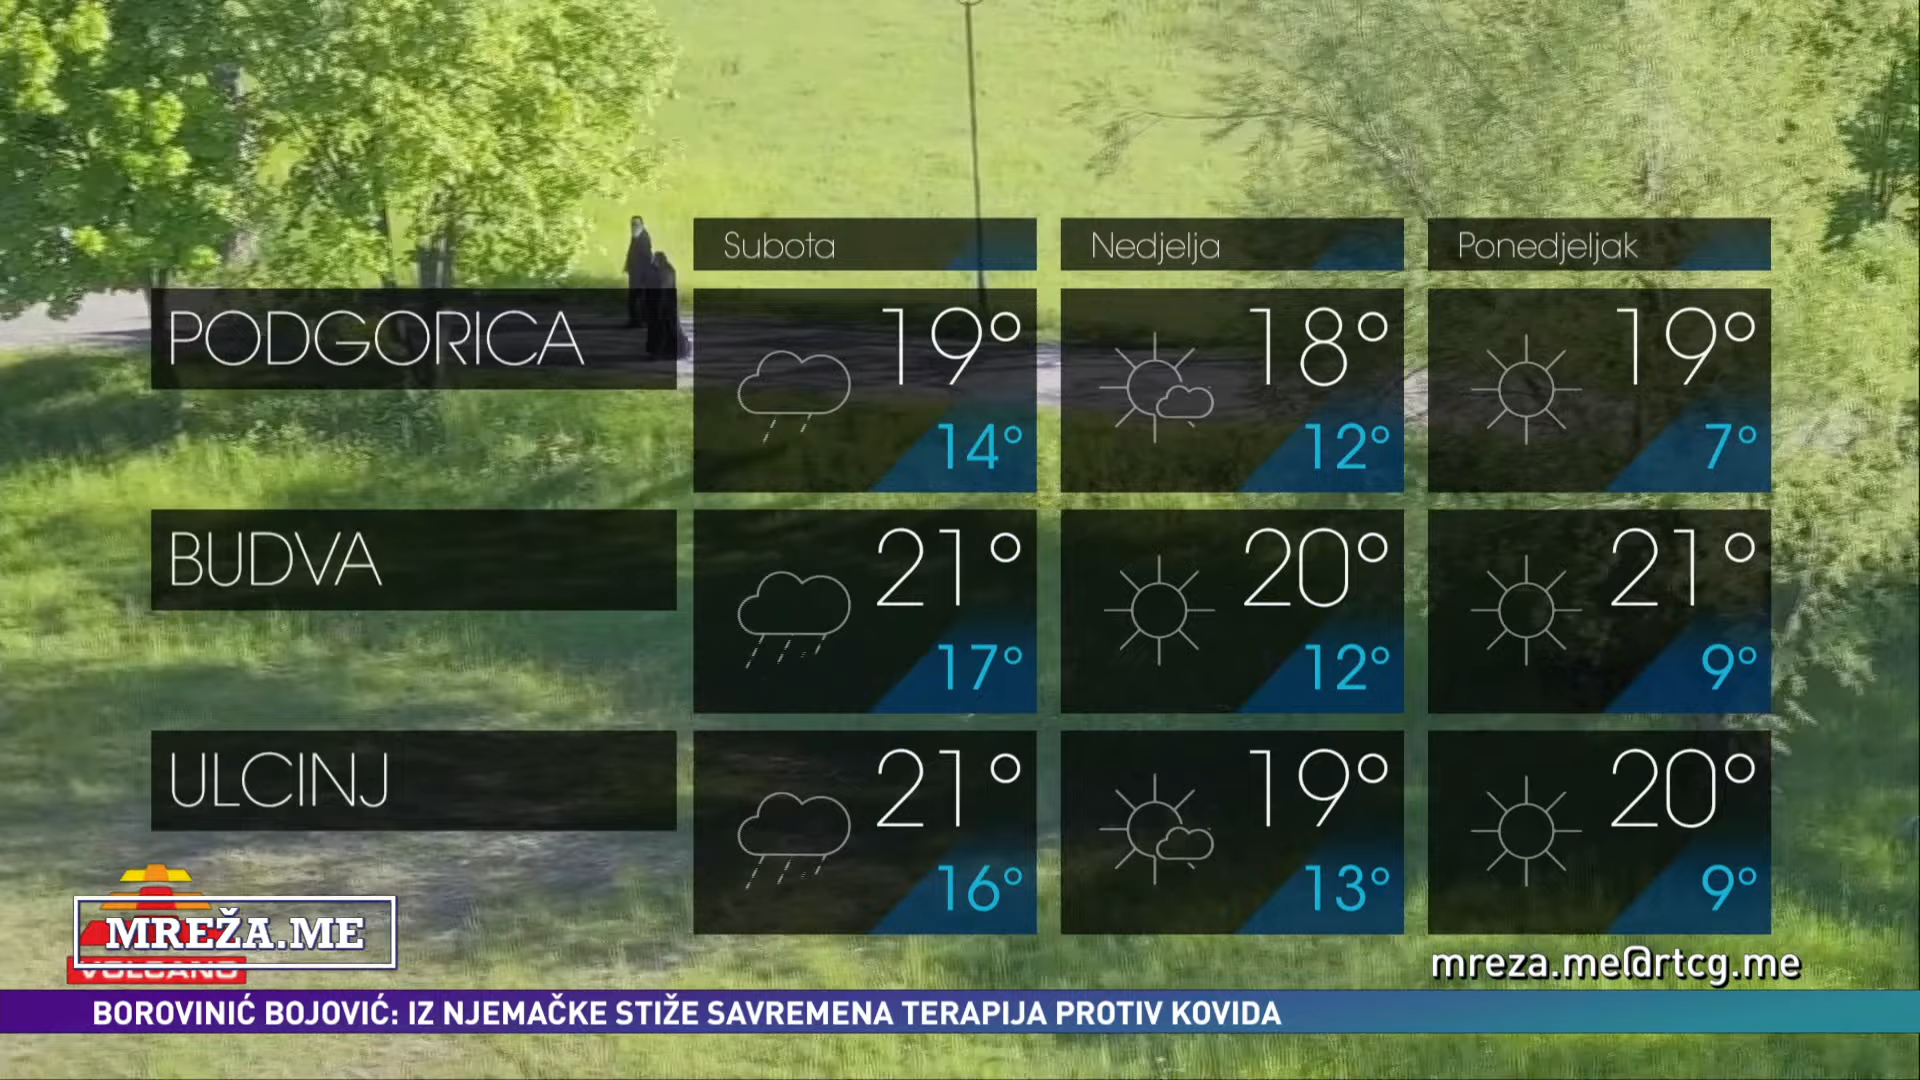 Subota Nedjelja Ponedjeljak
PODGORICA 19° 18° 19°
14° 12° 7°
BUDVA 21° 20° 21°
17° 12° 9°
ULCINJ 21° 19° 20°
16° 13° 9°
MREŽA.ME
VOLCANO
mreza.me@rtcg.me
BOROVINIĆ BOJOVIĆ: IZ NJEMAČKE STIŽE SAVREMENA TERAPIJA PROTIV KOVIDA